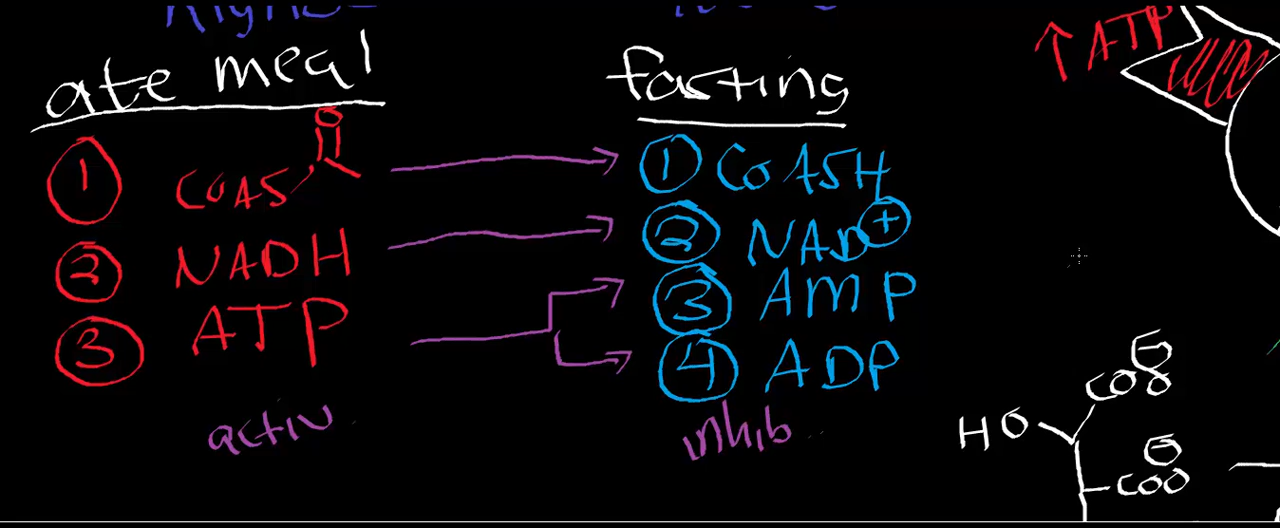 ate meal
① COAS O
② NADH
③ ATP
activ
fasting
① COASH
② NAD+
③ AMP
④ ADP
inhib
↑ ATP
COO⊖
HO
COO⊖